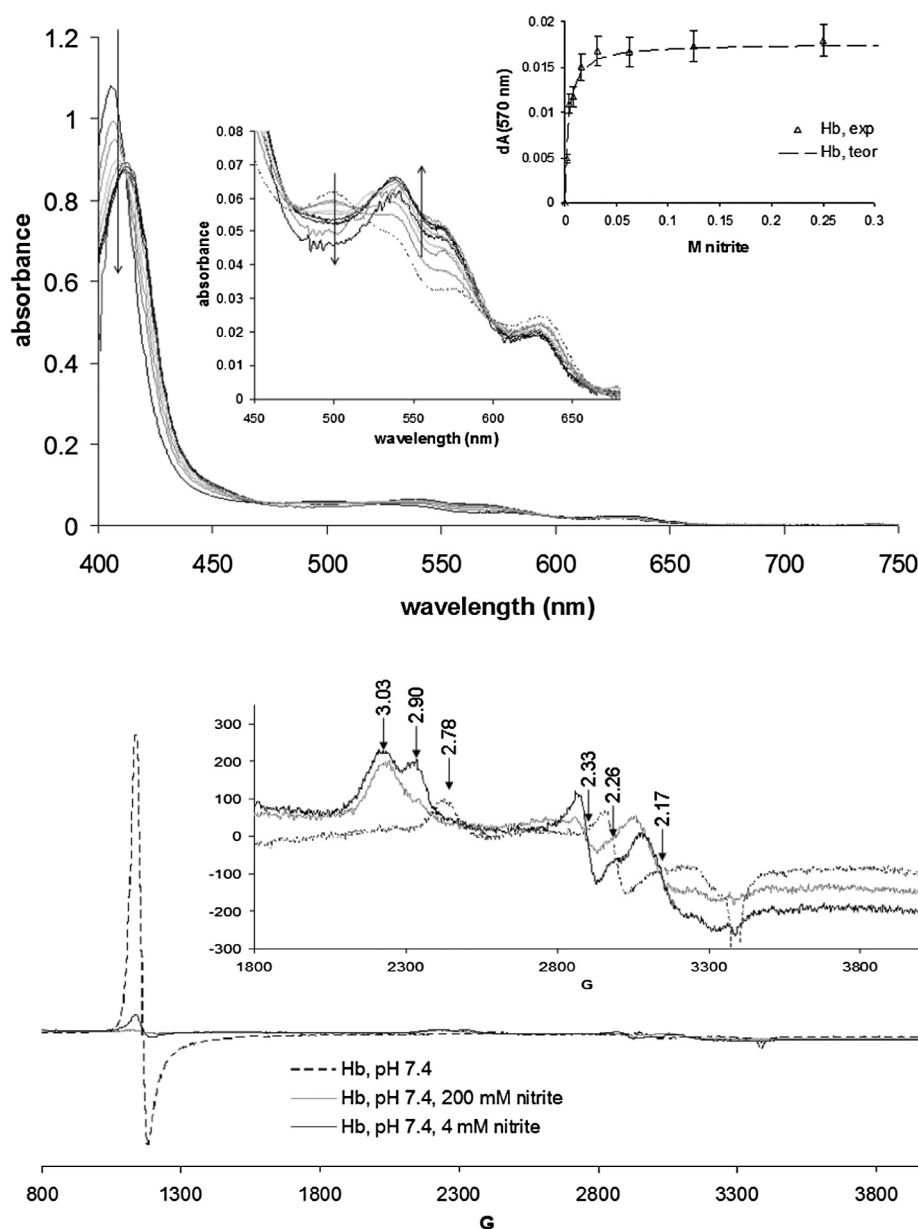 1.2
1
0.8
0.6
0.4
0.2
0
absorbance
400 450 500 550 600 650 700 750
wavelength (nm)
0.08
0.07
0.06
0.05
0.04
0.03
0.02
0.01
0
absorbance
450 500 550 600 650
wavelength (nm)
0.02
0.015
0.01
0.005
0
dA(570 nm)
Hb, exp
Hb, teor
0 0.05 0.1 0.15 0.2 0.25 0.3
M nitrite
300
200
100
0
-100
-200
-300
3.03
2.90
2.78
2.33
2.26
2.17
1800 2300 2800 3300 3800
G
Hb, pH 7.4
Hb, pH 7.4, 200 mM nitrite
Hb, pH 7.4, 4 mM nitrite
800 1300 1800 2300 2800 3300 3800
G